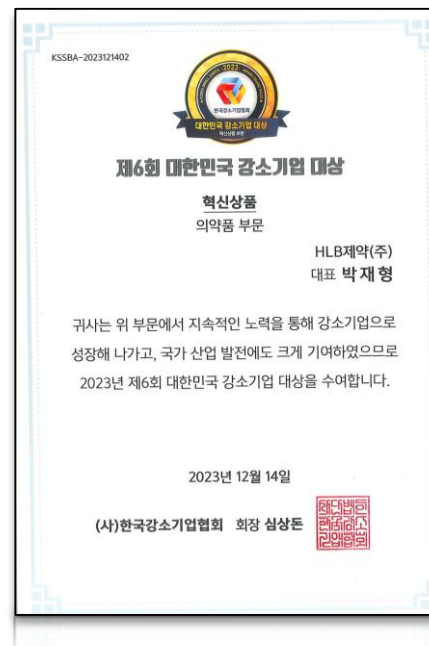 KSSBA-2023121402
2023
한국강소기업협회
대한민국 강소기업 대상
혁신상품 부문
제6회 대한민국 강소기업 대상
혁신상품
의약품 부문
HLB제약(주)
대표 박재형
귀사는 위 부문에서 지속적인 노력을 통해 강소기업으로
성장해 나가고, 국가 산업 발전에도 크게 기여하였으므로
2023년 제6회 대한민국 강소기업 대상을 수여합니다.
2023년 12월 14일
(사)한국강소기업협회 회장 심상돈